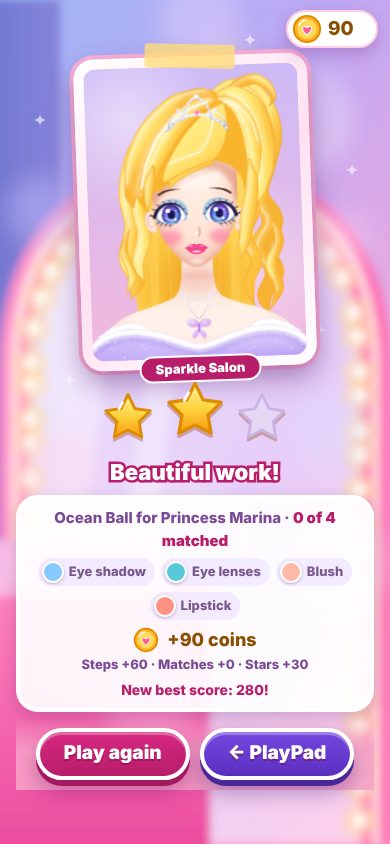 90
Sparkle Salon
Beautiful work!
Ocean Ball for Princess Marina · 0 of 4
matched
Eye shadow
Eye lenses
Blush
Lipstick
+90 coins
Steps +60 · Matches +0 · Stars +30
New best score: 280!
Play again
← PlayPad